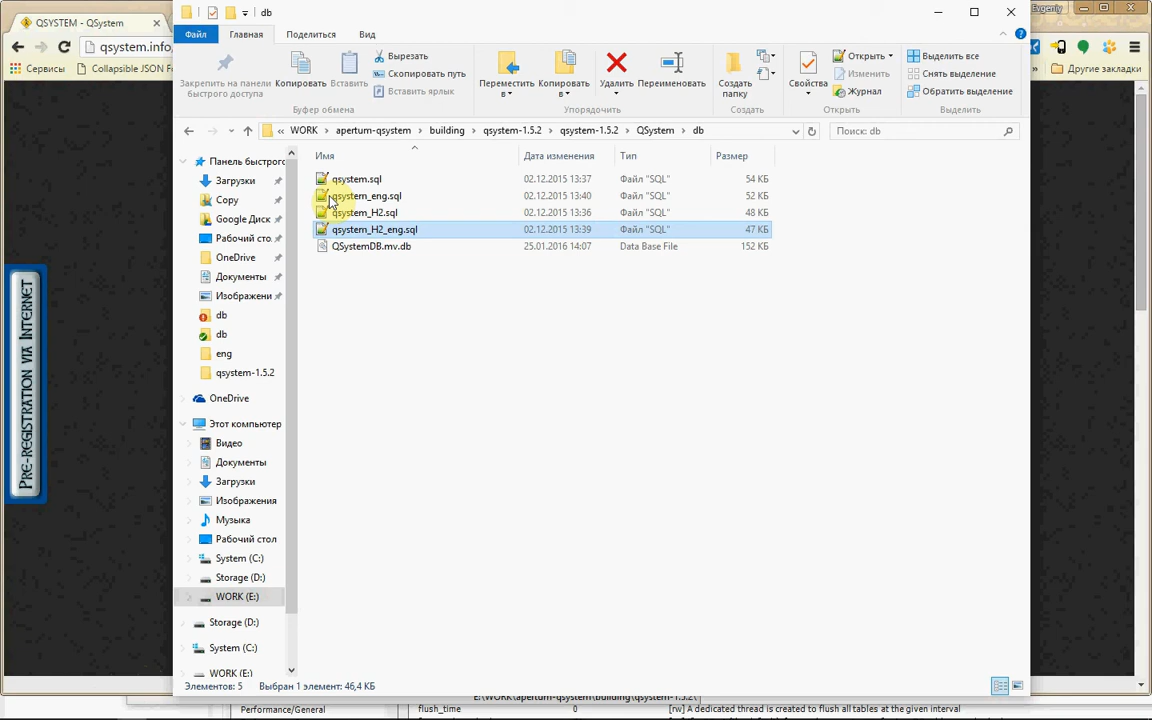 QSYSTEM - QSystem
Evgeniy
qsystem.info
Сервисы
Collapsible JSON Fo
Другие закладки
PRE-REGISTRATION VIA INTERNET
db
Файл
Главная
Поделиться
Вид
Закрепить на панели быстрого доступа
Копировать
Вставить
Вырезать
Скопировать путь
Вставить ярлык
Буфер обмена
Переместить в
Копировать в
Удалить
Переименовать
Упорядочить
Создать папку
Создать
Свойства
Открыть
Изменить
Журнал
Открыть
Выделить все
Снять выделение
Обратить выделение
Выделить
« WORK > apertum-qsystem > building > qsystem-1.5.2 > qsystem-1.5.2 > QSystem > db
Поиск: db
Имя
Дата изменения
Тип
Размер
qsystem.sql 02.12.2015 13:37 Файл "SQL" 54 КБ
qsystem_eng.sql 02.12.2015 13:40 Файл "SQL" 52 КБ
qsystem_H2.sql 02.12.2015 13:36 Файл "SQL" 48 КБ
qsystem_H2_eng.sql 02.12.2015 13:39 Файл "SQL" 47 КБ
QSystemDB.mv.db 25.01.2016 14:07 Data Base File 152 КБ
Панель быстрого
Загрузки
Copy
Google Диск
Рабочий сто.
OneDrive
Документы
Изображени
db
db
eng
qsystem-1.5.2
OneDrive
Этот компьютер
Видео
Документы
Загрузки
Изображения
Музыка
Рабочий стол
System (C:)
Storage (D:)
WORK (E:)
Storage (D:)
System (C:)
WORK (E:)
Элементов: 5
Выбран 1 элемент: 46,4 КБ
E:\WORK\apertum-qsystem\building\qsystem-1.5.2\
Performance/General
flush_time 0 [rw] A dedicated thread is created to flush all tables at the given interval